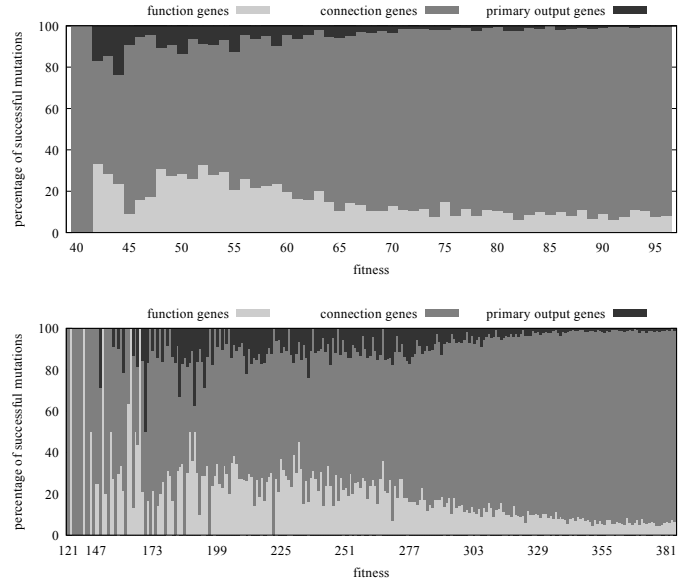 function genes connection genes primary output genes
100
80
60
40
20
0
percentage of successful mutations
40 45 50 55 60 65 70 75 80 85 90 95
fitness
function genes connection genes primary output genes
100
80
60
40
20
0
percentage of successful mutations
121 147 173 199 225 251 277 303 329 355 381
fitness